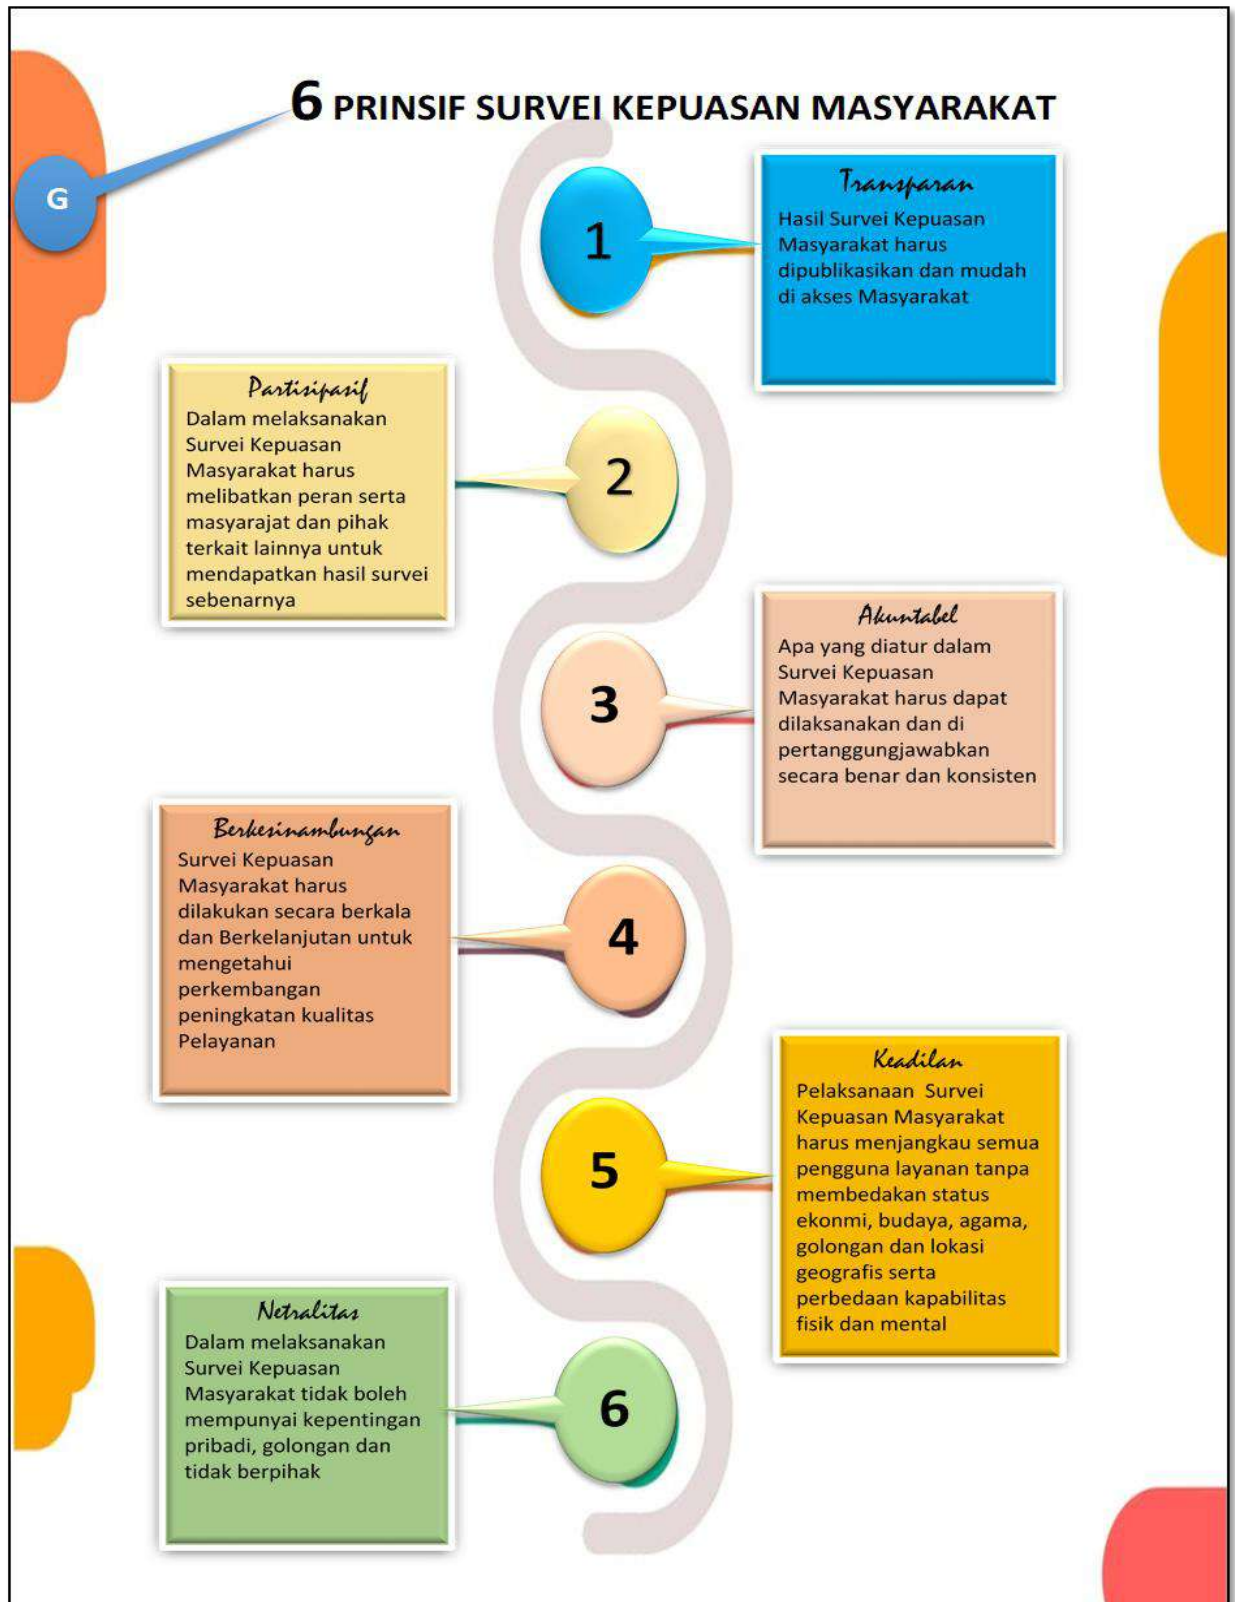 6 PRINSIF SURVEI KEPUASAN MASYARAKAT
G
1
Transparan
Hasil Survei Kepuasan
Masyarakat harus
dipublikasikan dan mudah
di akses Masyarakat
Partisipasif
Dalam melaksanakan
Survei Kepuasan
Masyarakat harus
melibatkan peran serta
masyarajat dan pihak
terkait lainnya untuk
mendapatkan hasil survei
sebenarnya
2
3
Akuntabel
Apa yang diatur dalam
Survei Kepuasan
Masyarakat harus dapat
dilaksanakan dan di
pertanggungjawabkan
secara benar dan konsisten
Berkesinambungan
Survei Kepuasan
Masyarakat harus
dilakukan secara berkala
dan Berkelanjutan untuk
mengetahui
perkembangan
peningkatan kualitas
Pelayanan
4
5
Keadilan
Pelaksanaan Survei
Kepuasan Masyarakat
harus menjangkau semua
pengguna layanan tanpa
membedakan status
ekonmi, budaya, agama,
golongan dan lokasi
geografis serta
perbedaan kapabilitas
fisik dan mental
Netralitas
Dalam melaksanakan
Survei Kepuasan
Masyarakat tidak boleh
mempunyai kepentingan
pribadi, golongan dan
tidak berpihak
6